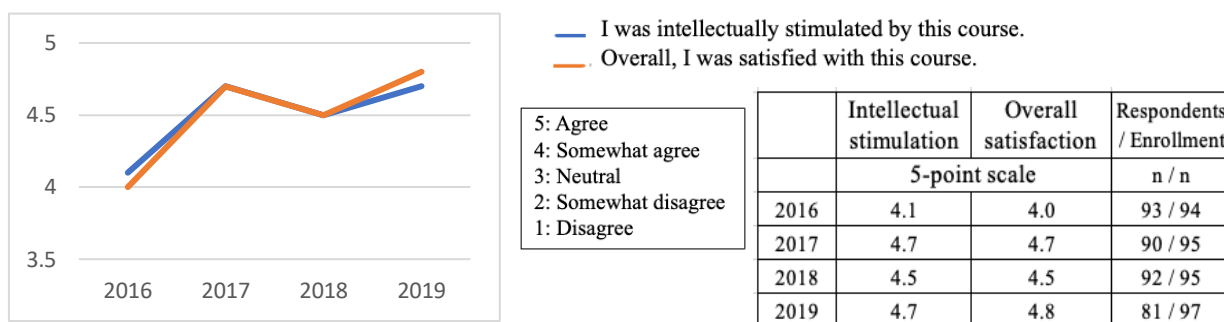 5
4.5
4
3.5
2016 2017 2018 2019
I was intellectually stimulated by this course.
Overall, I was satisfied with this course.
5: Agree
4: Somewhat agree
3: Neutral
2: Somewhat disagree
1: Disagree
Intellectual stimulation Overall satisfaction Respondents / Enrollment
5-point scale n / n
2016 4.1 4.0 93 / 94
2017 4.7 4.7 90 / 95
2018 4.5 4.5 92 / 95
2019 4.7 4.8 81 / 97